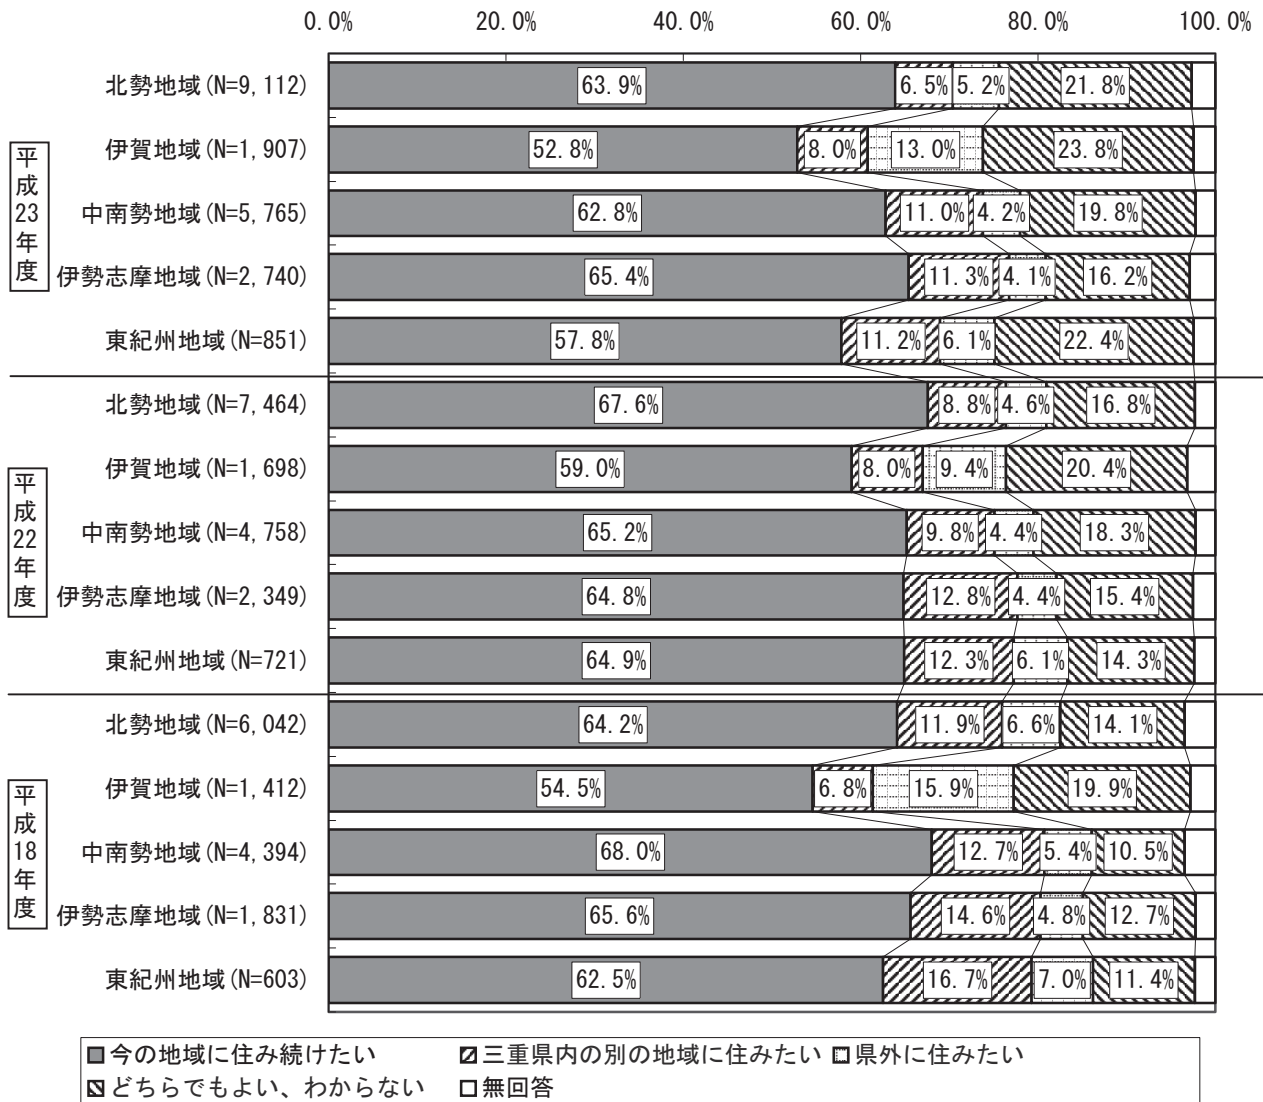 0.0% 20.0% 40.0% 60.0% 80.0% 100.0%
平成23年度
北勢地域(N=9,112) 63.9% 6.5% 5.2% 21.8%
伊賀地域(N=1,907) 52.8% 8.0% 13.0% 23.8%
中南勢地域(N=5,765) 62.8% 11.0% 4.2% 19.8%
伊勢志摩地域(N=2,740) 65.4% 11.3% 4.1% 16.2%
東紀州地域(N=851) 57.8% 11.2% 6.1% 22.4%
平成22年度
北勢地域(N=7,464) 67.6% 8.8% 4.6% 16.8%
伊賀地域(N=1,698) 59.0% 8.0% 9.4% 20.4%
中南勢地域(N=4,758) 65.2% 9.8% 4.4% 18.3%
伊勢志摩地域(N=2,349) 64.8% 12.8% 4.4% 15.4%
東紀州地域(N=721) 64.9% 12.3% 6.1% 14.3%
平成18年度
北勢地域(N=6,042) 64.2% 11.9% 6.6% 14.1%
伊賀地域(N=1,412) 54.5% 6.8% 15.9% 19.9%
中南勢地域(N=4,394) 68.0% 12.7% 5.4% 10.5%
伊勢志摩地域(N=1,831) 65.6% 14.6% 4.8% 12.7%
東紀州地域(N=603) 62.5% 16.7% 7.0% 11.4%
今の地域に住み続けたい 三重県内の別の地域に住みたい 県外に住みたい
どちらでもよい、わからない 無回答